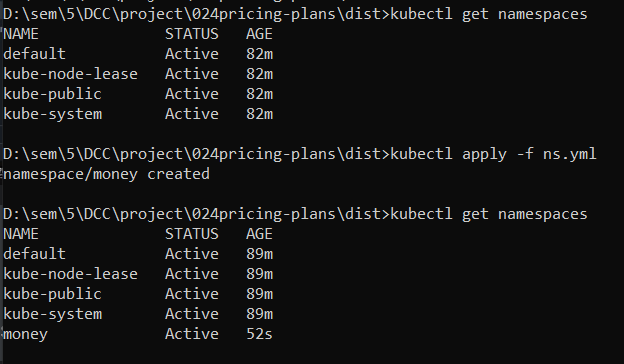 D:\sem\5\DCC\project\024pricing-plans\dist>kubectl get namespaces
NAME              STATUS   AGE
default           Active   82m
kube-node-lease   Active   82m
kube-public       Active   82m
kube-system       Active   82m
D:\sem\5\DCC\project\024pricing-plans\dist>kubectl apply -f ns.yml
namespace/money created
D:\sem\5\DCC\project\024pricing-plans\dist>kubectl get namespaces
NAME              STATUS   AGE
default           Active   89m
kube-node-lease   Active   89m
kube-public       Active   89m
kube-system       Active   89m
money             Active   52s